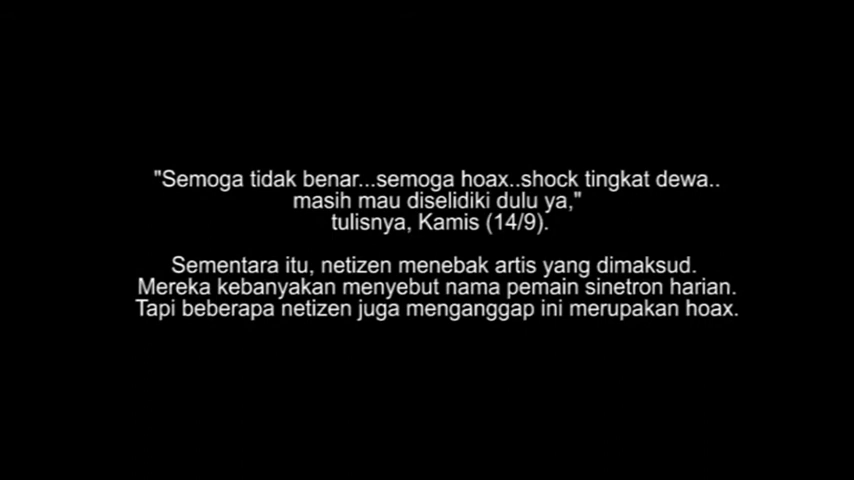 "Semoga tidak benar...semoga hoax..shock tingkat dewa..
masih mau diselidiki dulu ya,"
tulisnya, Kamis (14/9).
Sementara itu, netizen menebak artis yang dimaksud.
Mereka kebanyakan menyebut nama pemain sinetron harian.
Tapi beberapa netizen juga menganggap ini merupakan hoax.